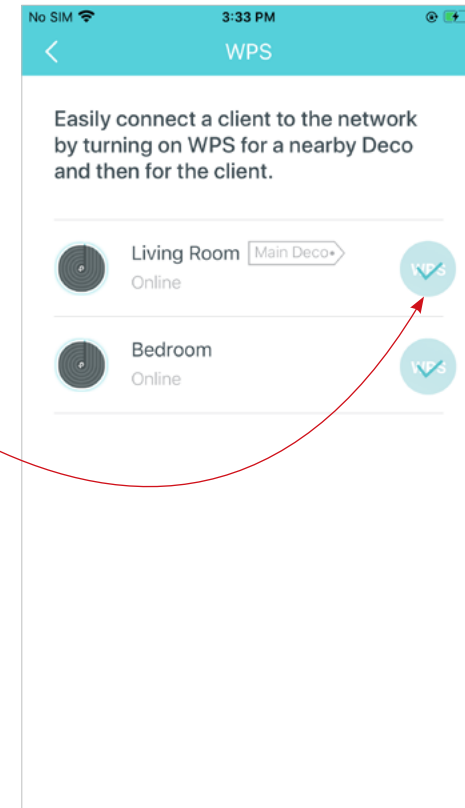 No SIM 3:33 PM
WPS
Easily connect a client to the network
by turning on WPS for a nearby Deco
and then for the client.
Living Room Main Deco
WPS
Online
Bedroom
WPS
Online